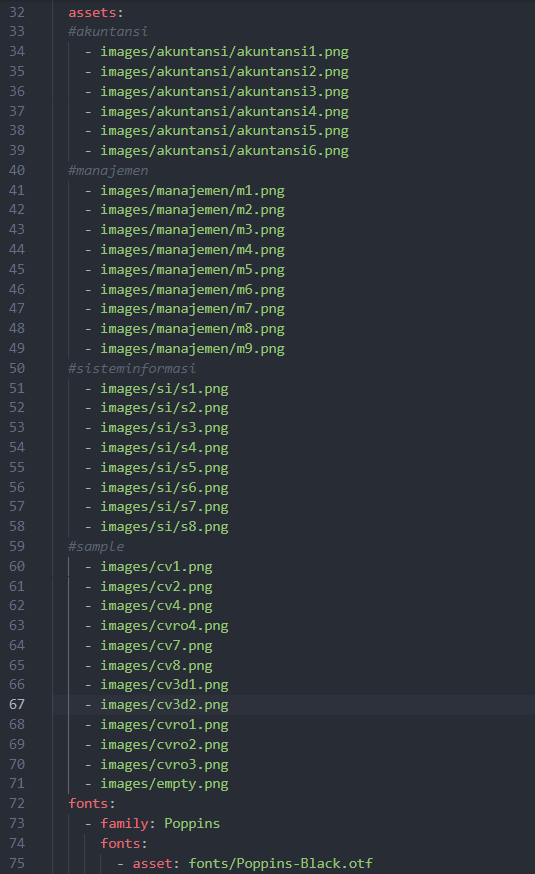 32 assets:
33 #akuntansi
34 - images/akuntansi/akuntansi1.png
35 - images/akuntansi/akuntansi2.png
36 - images/akuntansi/akuntansi3.png
37 - images/akuntansi/akuntansi4.png
38 - images/akuntansi/akuntansi5.png
39 - images/akuntansi/akuntansi6.png
40 #manajemen
41 - images/manajemen/m1.png
42 - images/manajemen/m2.png
43 - images/manajemen/m3.png
44 - images/manajemen/m4.png
45 - images/manajemen/m5.png
46 - images/manajemen/m6.png
47 - images/manajemen/m7.png
48 - images/manajemen/m8.png
49 - images/manajemen/m9.png
50 #sisteminformasi
51 - images/si/s1.png
52 - images/si/s2.png
53 - images/si/s3.png
54 - images/si/s4.png
55 - images/si/s5.png
56 - images/si/s6.png
57 - images/si/s7.png
58 - images/si/s8.png
59 #sample
60 - images/cv1.png
61 - images/cv2.png
62 - images/cv4.png
63 - images/cvro4.png
64 - images/cv7.png
65 - images/cv8.png
66 - images/cv3d1.png
67 - images/cv3d2.png
68 - images/cvro1.png
69 - images/cvro2.png
70 - images/cvro3.png
71 - images/empty.png
72 fonts:
73 - family: Poppins
74 fonts:
75 - asset: fonts/Poppins-Black.otf